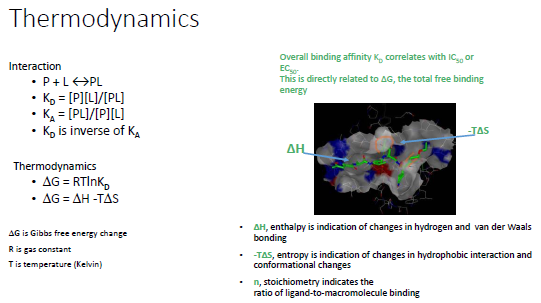 Thermodynamics
Interaction
• P + L ↔PL
• K_D = [P][L]/[PL]
• K_A = [PL]/[P][L]
• K_D is inverse of K_A
Thermodynamics
• ΔG = RTlnK_D
• ΔG = ΔH -TΔS
ΔG is Gibbs free energy change
R is gas constant
T is temperature (Kelvin)
Overall binding affinity K_D correlates with IC_50 or
EC_50.
This is directly related to ΔG, the total free binding
energy
ΔH
-TΔS
• ΔH, enthalpy is indication of changes in hydrogen and van der Waals
bonding
• -TΔS, entropy is indication of changes in hydrophobic interaction and
conformational changes
• n, stoichiometry indicates the
ratio of ligand-to-macromolecule binding